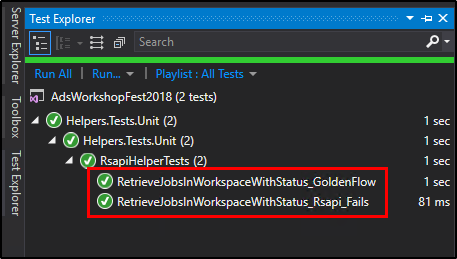 Test Explorer
Search
Run All | Run... | Playlist : All Tests
AdsWorkshopFest2018 (2 tests)
Helpers.Tests.Unit (2) 1 sec
Helpers.Tests.Unit (2) 1 sec
RsapiHelperTests (2) 1 sec
RetrieveJobsInWorkspaceWithStatus_GoldenFlow 1 sec
RetrieveJobsInWorkspaceWithStatus_Rsapi_Fails 81 ms
Server Explorer
Toolbox
Test Explorer